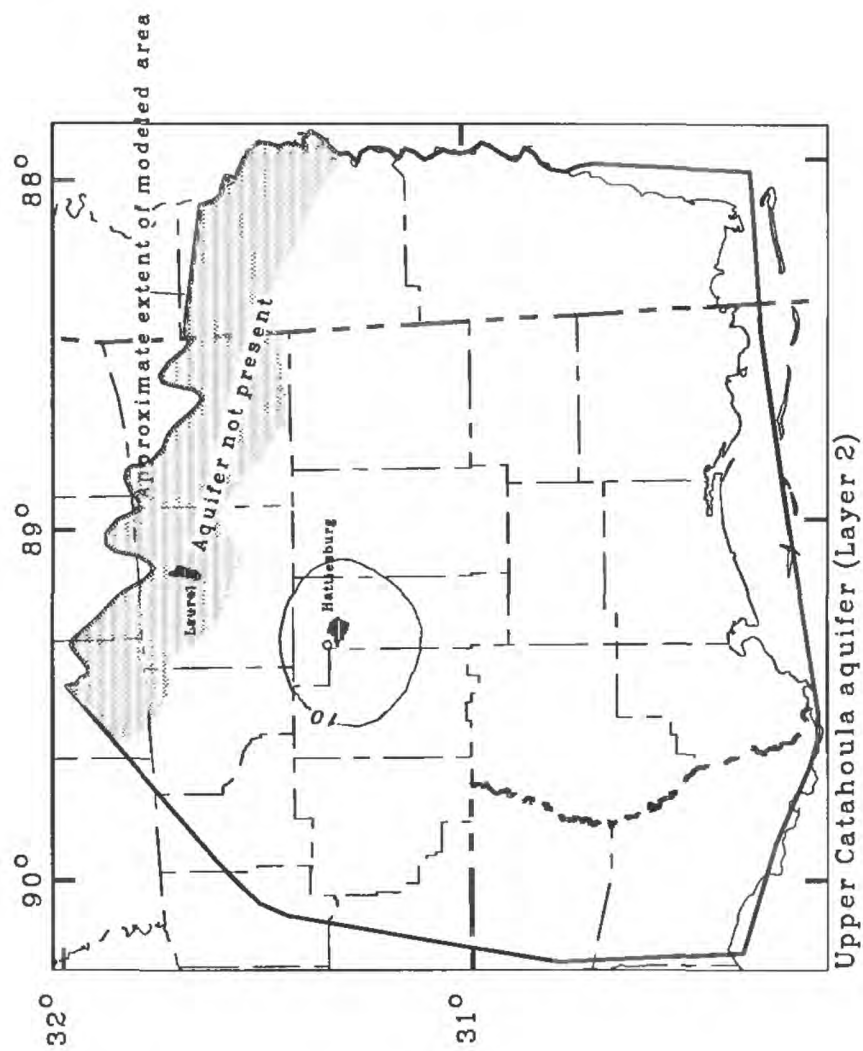 Approximate extent of modeled area
88°
89°
90°
32°
31°
Aquifer not present
Laurel
Hattiesburg
10
Upper Catahoula aquifer (Layer 2)